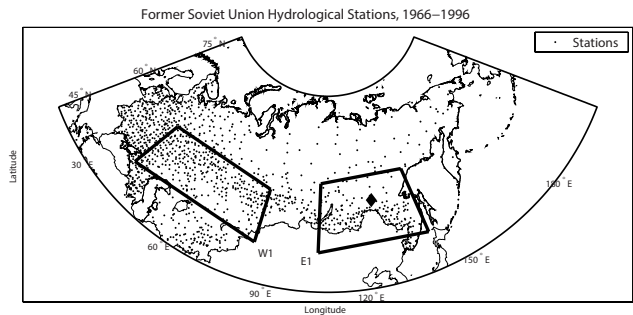 Former Soviet Union Hydrological Stations, 1966−1996
Stations
75° N
60° N
45° N
30° E
60° E
90° E
120° E
150° E
180° E
W1
E1
Latitude
Longitude